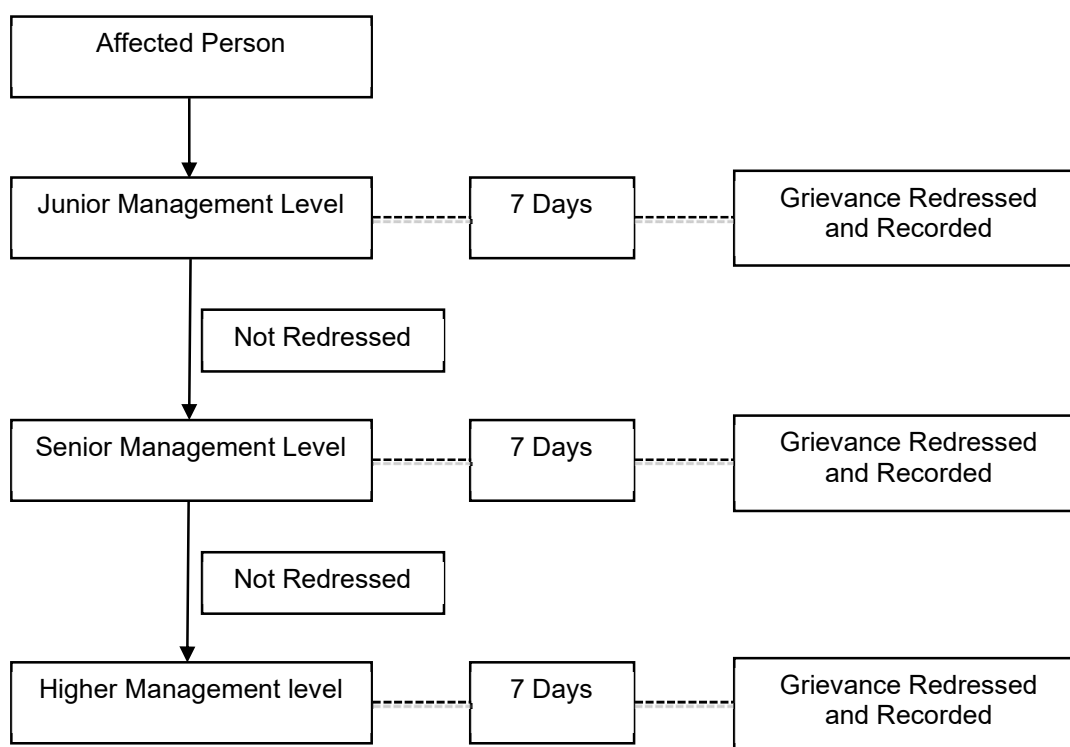 Affected Person
Junior Management Level
7 Days
Grievance Redressed
and Recorded
Not Redressed
Senior Management Level
7 Days
Grievance Redressed
and Recorded
Not Redressed
Higher Management level
7 Days
Grievance Redressed
and Recorded